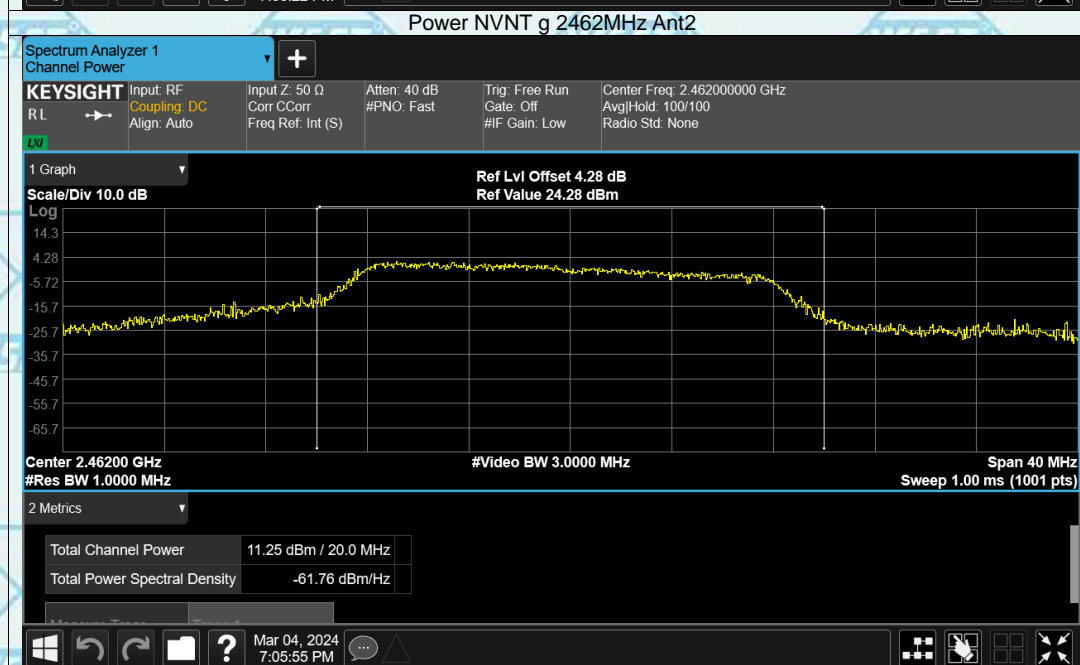 Power NVNT g 2462MHz Ant2
Spectrum Analyzer 1
Channel Power
KEYSIGHT
RL
LXI
Input: RF
Coupling: DC
Align: Auto
Input Z: 50 Ω
Corr CCorr
Freq Ref: Int (S)
Atten: 40 dB
#PNO: Fast
Trig: Free Run
Gate: Off
#IF Gain: Low
Center Freq: 2.462000000 GHz
Avg|Hold: 100/100
Radio Std: None
1 Graph
Ref Lvl Offset 4.28 dB
Scale/Div 10.0 dB
Ref Value 24.28 dBm
Log
14.3
4.28
-5.72
-15.7
-25.7
-35.7
-45.7
-55.7
-65.7
Center 2.46200 GHz
#Video BW 3.0000 MHz
Span 40 MHz
#Res BW 1.0000 MHz
Sweep 1.00 ms (1001 pts)
2 Metrics
Total Channel Power 11.25 dBm / 20.0 MHz
Total Power Spectral Density -61.76 dBm/Hz
?
Mar 04, 2024
7:05:55 PM